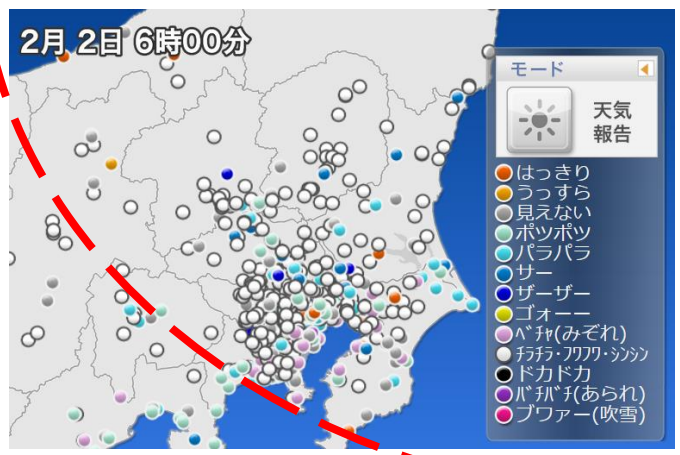 2月 2日 6時00分
モード
天気
報告
はっきり
うっすら
見えない
ポツポツ
パラパラ
サー
ザーザー
ゴォーー
ベチャ(みぞれ)
チラチラ・フワフワ・シンシン
ドカドカ
バチバチ(あられ)
ブワァー(吹雪)